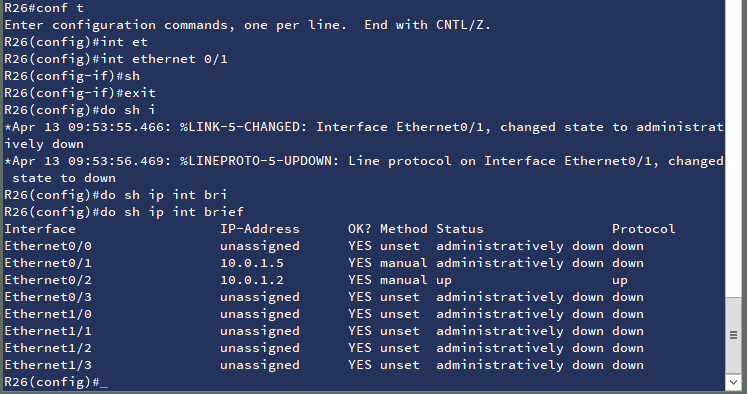 R26#conf t
Enter configuration commands, one per line.  End with CNTL/Z.
R26(config)#int et
R26(config)#int ethernet 0/1
R26(config-if)#sh
R26(config-if)#exit
R26(config)#do sh i
*Apr 13 09:53:55.466: %LINK-5-CHANGED: Interface Ethernet0/1, changed state to administrat
ively down
*Apr 13 09:53:56.469: %LINEPROTO-5-UPDOWN: Line protocol on Interface Ethernet0/1, changed
 state to down
R26(config)#do sh ip int bri
R26(config)#do sh ip int brief
Interface                  IP-Address      OK? Method Status                Protocol
Ethernet0/0                unassigned      YES unset  administratively down down
Ethernet0/1                10.0.1.5        YES manual administratively down down
Ethernet0/2                10.0.1.2        YES manual up                    up
Ethernet0/3                unassigned      YES unset  administratively down down
Ethernet1/0                unassigned      YES unset  administratively down down
Ethernet1/1                unassigned      YES unset  administratively down down
Ethernet1/2                unassigned      YES unset  administratively down down
Ethernet1/3                unassigned      YES unset  administratively down down
R26(config)#_